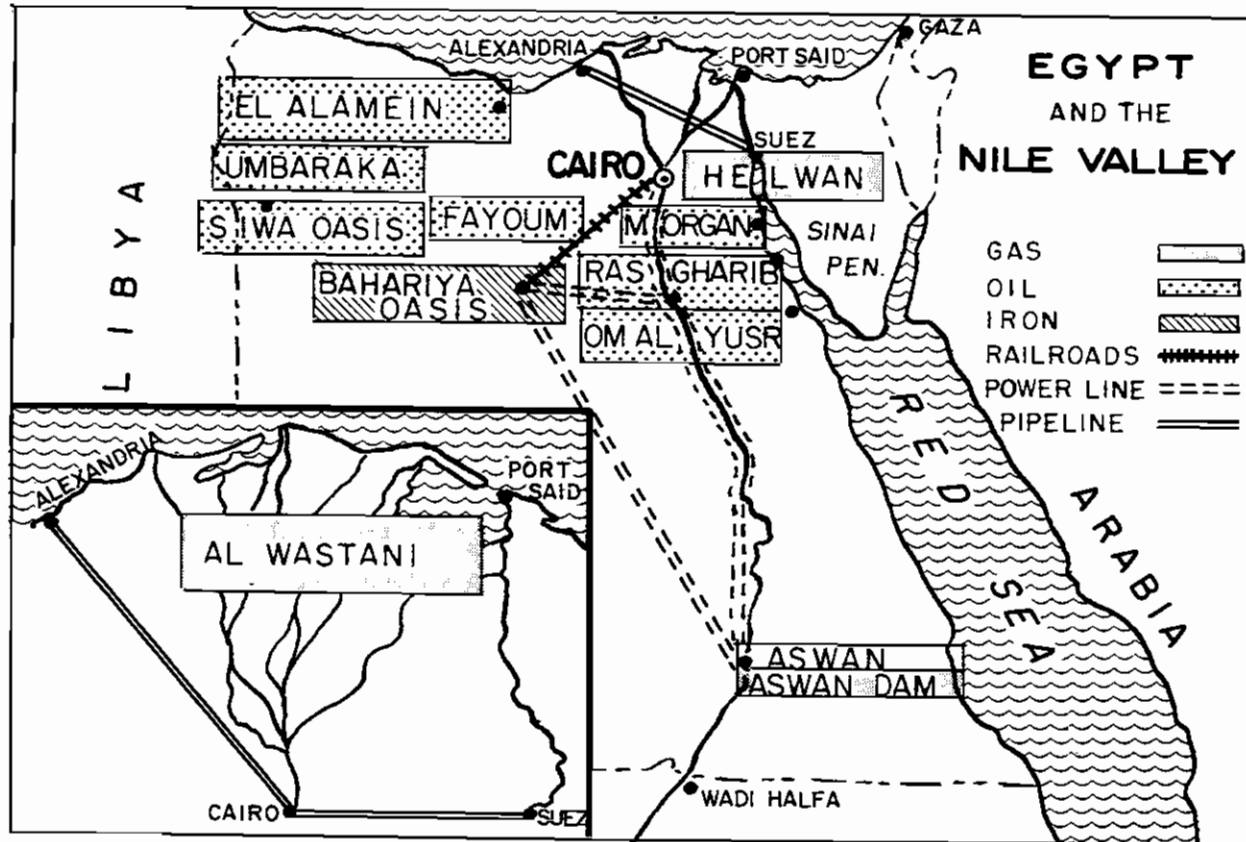 EGYPT
AND THE
NILE VALLEY
GAS
OIL
IRON
RAILROADS
POWER LINE
PIPELINE
ALEXANDRIA
PORT SAID
GAZA
EL ALAMEIN
SUEZ
UMBARAKA
CAIRO
HELWAN
SIWA OASIS
FAYOUM
MORGAN
SINAI
PEN.
BAHARIYA
OASIS
RAS GHARIB
OM AL YUSR
LIBYA
RED SEA
ARABIA
ASWAN
ASWAN DAM
WADI HALFA
ALEXANDRIA
PORT
SAID
AL WASTANI
CAIRO
SUEZ